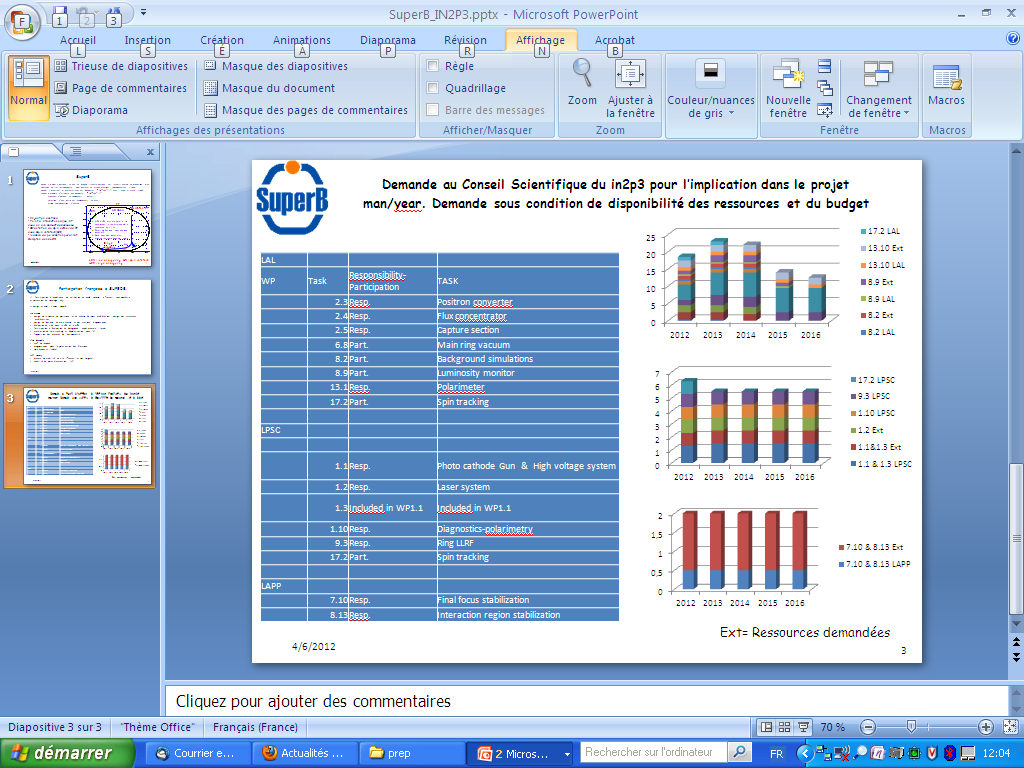 SuperB_IN2P3.pptx - Microsoft PowerPoint
F
1 2 3
Accueil Insertion Création Animations Diaporama Révision Affichage Acrobat
L S É A P R N B
Normal
Trieuse de diapositives
Page de commentaires
Diaporama
Masque des diapositives
Masque du document
Masque des pages de commentaires
Affichages des présentations
Règle
Quadrillage
Barre des messages
Afficher/Masquer
Zoom
Ajuster à
la fenêtre
Zoom
Couleur/nuances
de gris
Nouvelle
fenêtre
Changement
de fenêtre
Fenêtre
Macros
Macros
1
2
3
SuperB
Demande au Conseil Scientifique du in2p3 pour l'implication dans le projet
man/year. Demande sous condition de disponibilité des ressources et du budget
LAL
WP Task Responsibility-
Participation TASK
2.3 Resp. Positron converter
2.4 Resp. Flux concentrator
2.5 Resp. Capture section
6.8 Part. Main ring vacuum
8.2 Part. Background simulations
8.9 Part. Luminosity monitor
13.1 Resp. Polarimeter
17.2 Part. Spin tracking
LPSC
1.1 Resp. Photo cathode Gun & High voltage system
1.2 Resp. Laser system
1.3 Included in WP1.1 Included in WP1.1
1.10 Resp. Diagnostics-polarimetry
9.3 Resp. Ring LLRF
17.2 Part. Spin tracking
LAPP
7.10 Resp. Final focus stabilization
8.13 Resp. Interaction region stabilization
25
20
15
10
5
0
2012 2013 2014 2015 2016
17.2 LAL
13.10 Ext
13.10 LAL
8.9 Ext
8.9 LAL
8.2 Ext
8.2 LAL
7
6
5
4
3
2
1
0
2012 2013 2014 2015 2016
17.2 LPSC
9.3 LPSC
1.10 LPSC
1.2 Ext
1.1&1.3 Ext
1.1 & 1.3 LPSC
2
1,5
1
0,5
0
2012 2013 2014 2015 2016
7.10 & 8.13 Ext
7.10 & 8.13 LAPP
Ext= Ressources demandées
4/6/2012
3
Cliquez pour ajouter des commentaires
Diapositive 3 sur 3 "Thème Office" Français (France) 70 %
démarrer Courrier e... Actualités ... prep 2 Micros... Rechercher sur l'ordinateur FR 12:04